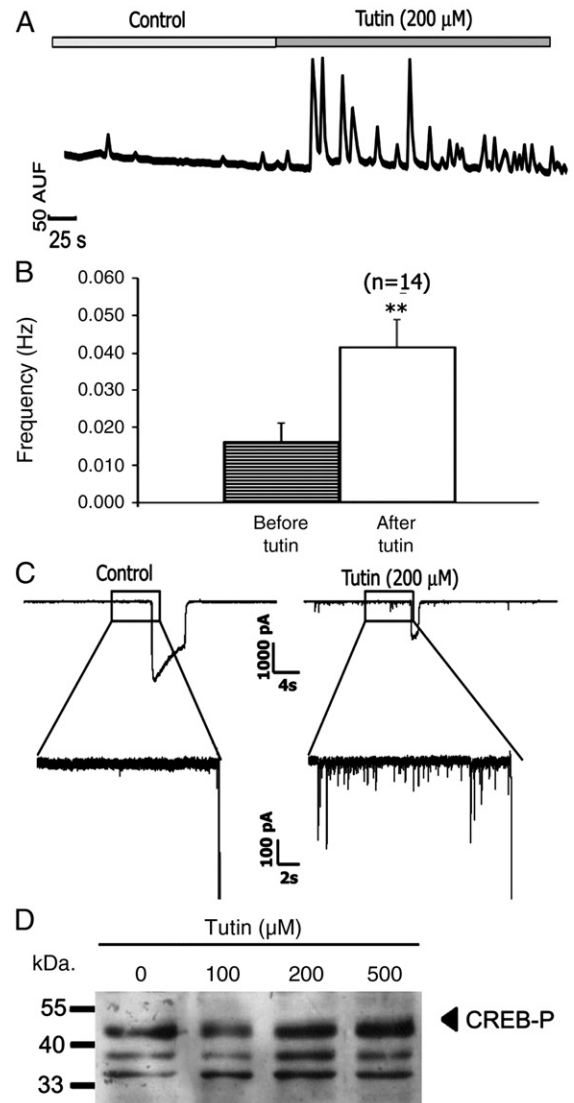 A
Control
Tutin (200 µM)
50 AUF
25 s
B
(n=14)
**
0.060
0.050
0.040
0.030
0.020
0.010
0.000
Frequency (Hz)
Before
tutin
After
tutin
C
Control
Tutin (200 µM)
1000 pA
4s
100 pA
2s
D
Tutin (µM)
kDa.
0
100
200
500
55
40
33
CREB-P